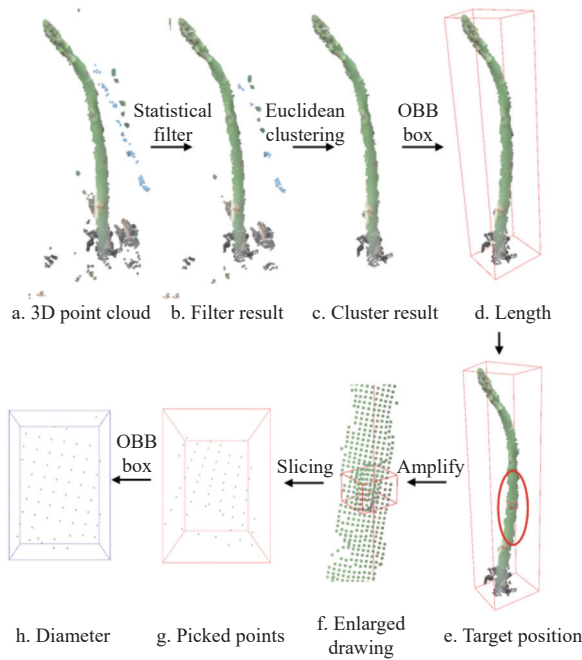 Statistical
filter
Euclidean
clustering
OBB
box
a. 3D point cloud
b. Filter result
c. Cluster result
d. Length
OBB
box
Slicing
Amplify
h. Diameter
g. Picked points
f. Enlarged
drawing
e. Target position